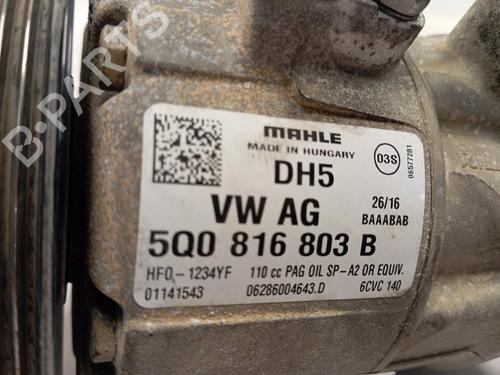 B-PARTS
MAHLE
MADE IN HUNGARY
03S
06577281
DH5
VW AG
26/16
BAAABAB
5Q0 816 803 B
HFO-1234YF 110 cc PAG OIL SP-A2 OR EQUIV.
01141543 06286004643.D 6CVC 140